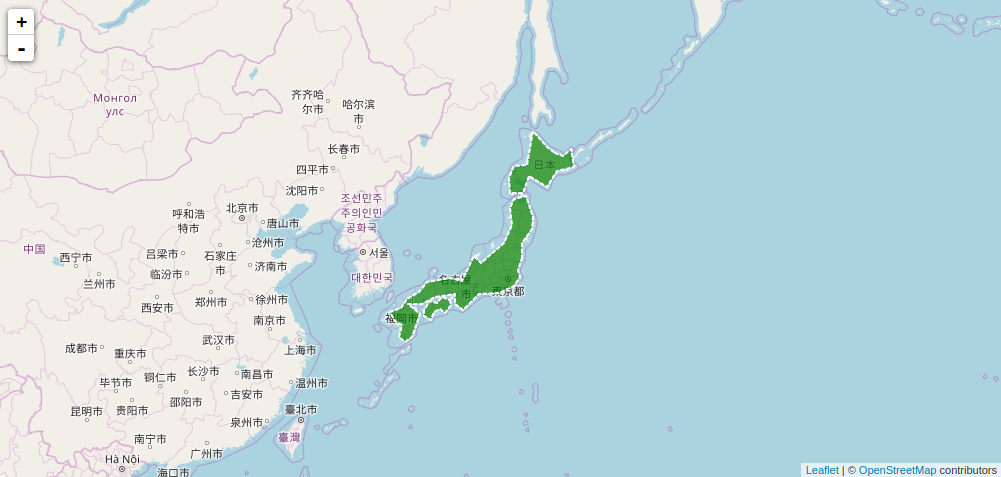 +
-
Монгол
улс
齐齐哈
尔市
哈尔滨
市
长春市
四平市
沈阳市
조선민주
주의인민
공화국
呼和浩
特市
北京市
唐山市
沧州市
中国
西宁市
吕梁市
石家庄
市
서울
临汾市
济南市
兰州市
대한민국
西安市
郑州市
徐州市
日本
名古屋
市
東京都
福岡市
南京市
武汉市
上海市
成都市
重庆市
毕节市
铜仁市
长沙市
南昌市
温州市
邵阳市
吉安市
昆明市
贵阳市
臺北市
泉州市
南宁市
臺灣
广州市
Hà Nội
海口市
Leaflet | © OpenStreetMap contributors